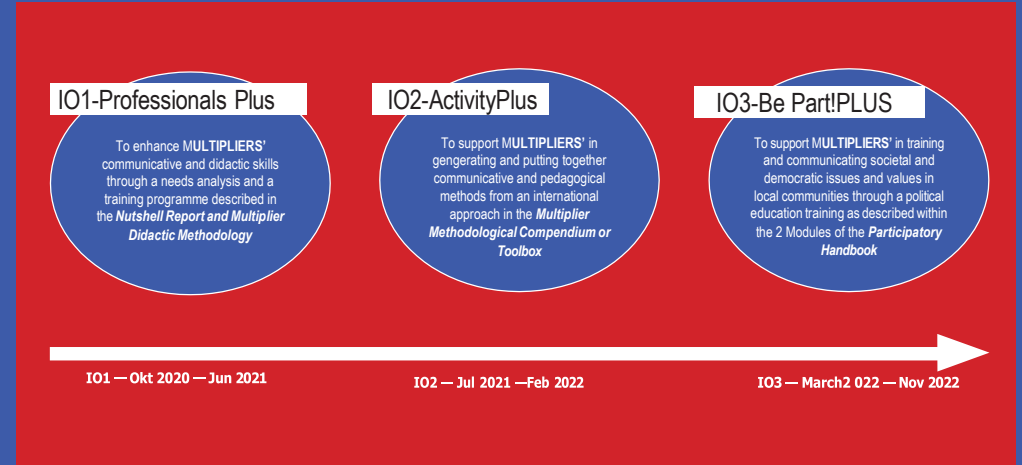 IO1-Professionals Plus
To enhance MULTIPLIERS'
communicative and didactic skills
through a needs analysis and a
training programme described in
the Nutshell Report and Multiplier
Didactic Methodology
IO2-ActivityPlus
To support MULTIPLIERS' in
gengerating and putting together
communicative and pedagogical
methods from an international
approach in the Multiplier
Methodological Compendium or
Toolbox
IO3-Be Part!PLUS
To support MULTIPLIERS' in training
and communicating societal and
democratic issues and values in
local communities through a political
education training as described within
the 2 Modules of the Participatory
Handbook
IO1 — Okt 2020 — Jun 2021
IO2 — Jul 2021 —Feb 2022
IO3 — March2 022 — Nov 2022